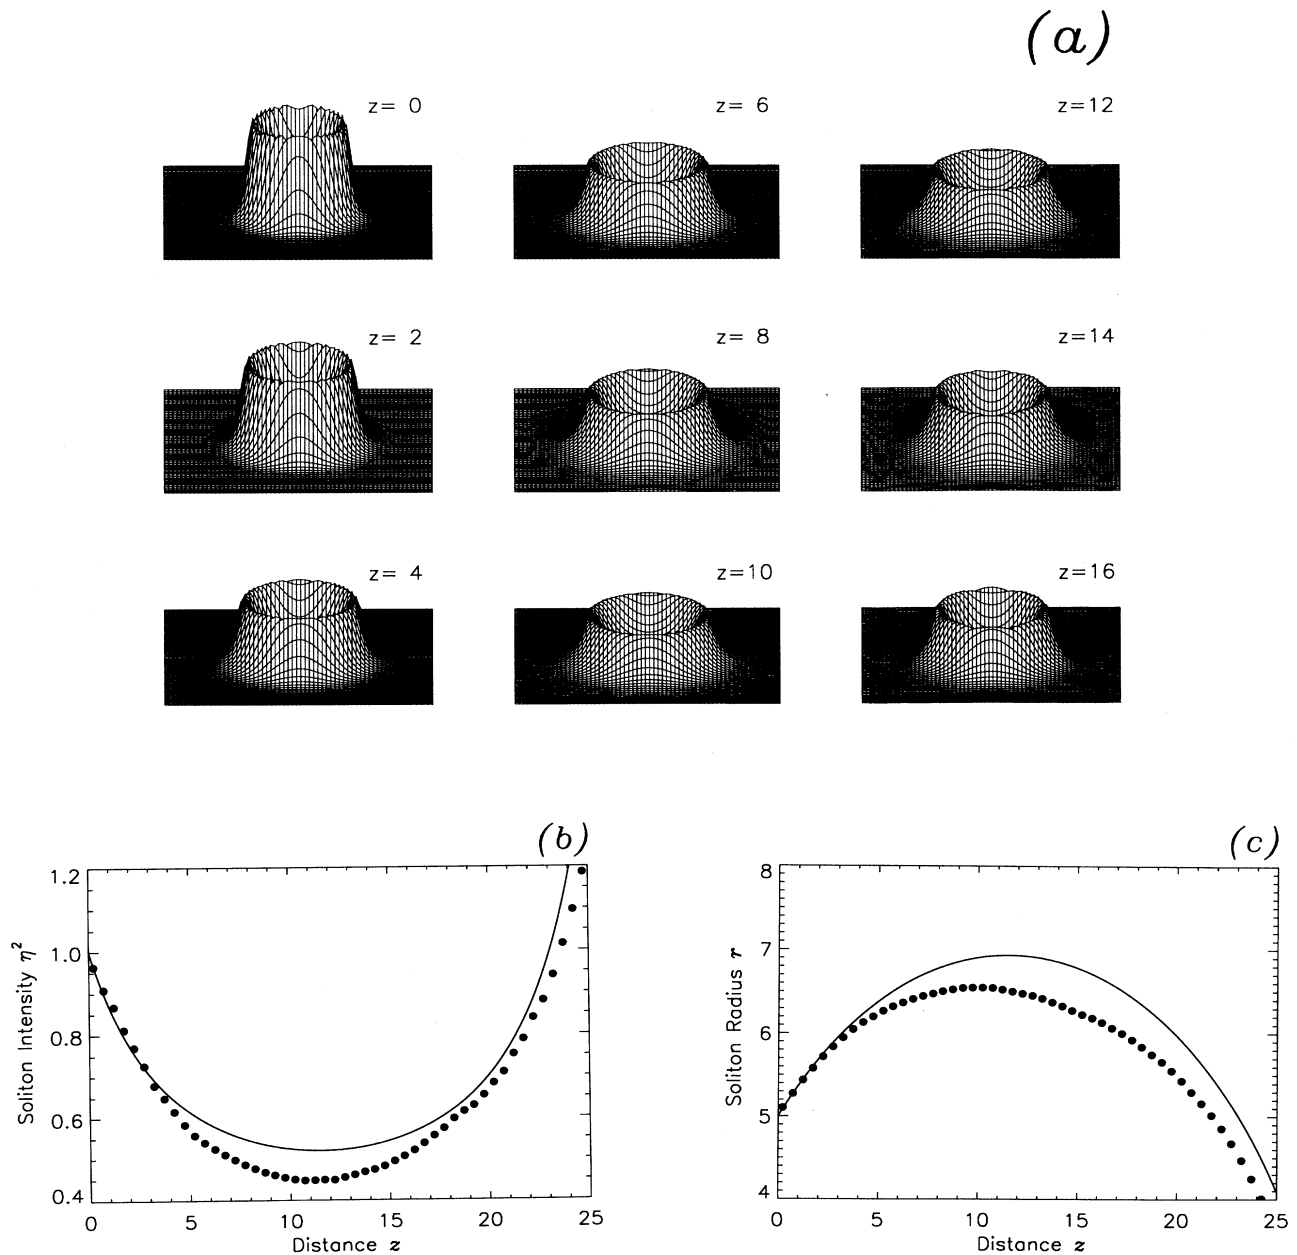 (a)
z= 0
z= 6
z=12
z= 2
z= 8
z=14
z= 4
z=10
z=16
(b)
1.2
1.0
0.8
0.6
0.4
Soliton Intensity η²
0 5 10 15 20 25
Distance z
(c)
8
7
6
5
4
Soliton Radius r
0 5 10 15 20 25
Distance z